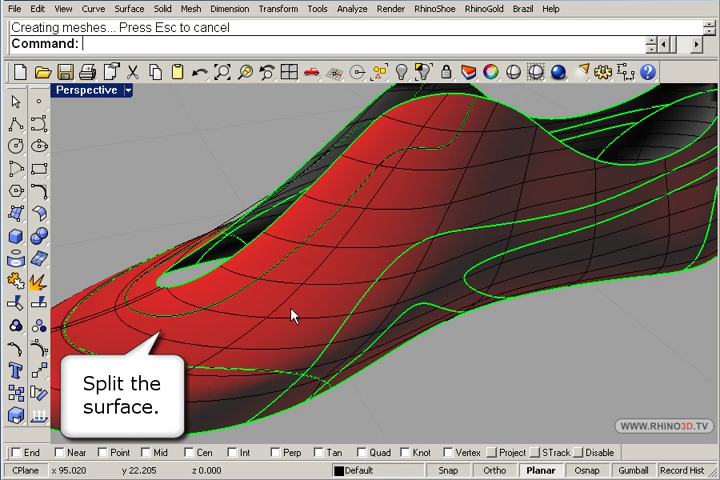 File Edit View Curve Surface Solid Mesh Dimension Transform Tools Analyze Render RhinoShoe RhinoGold Brazil Help
Creating meshes... Press Esc to cancel
Command:
Perspective
Split the
surface.
WWW.RHINO3D.TV
End Near Point Mid Cen Int Perp Tan Quad Knot Vertex Project STrack Disable
CPlane x 95.020 y 22.205 z 0.000 Default Snap Ortho Planar Osnap Gumball Record Hist